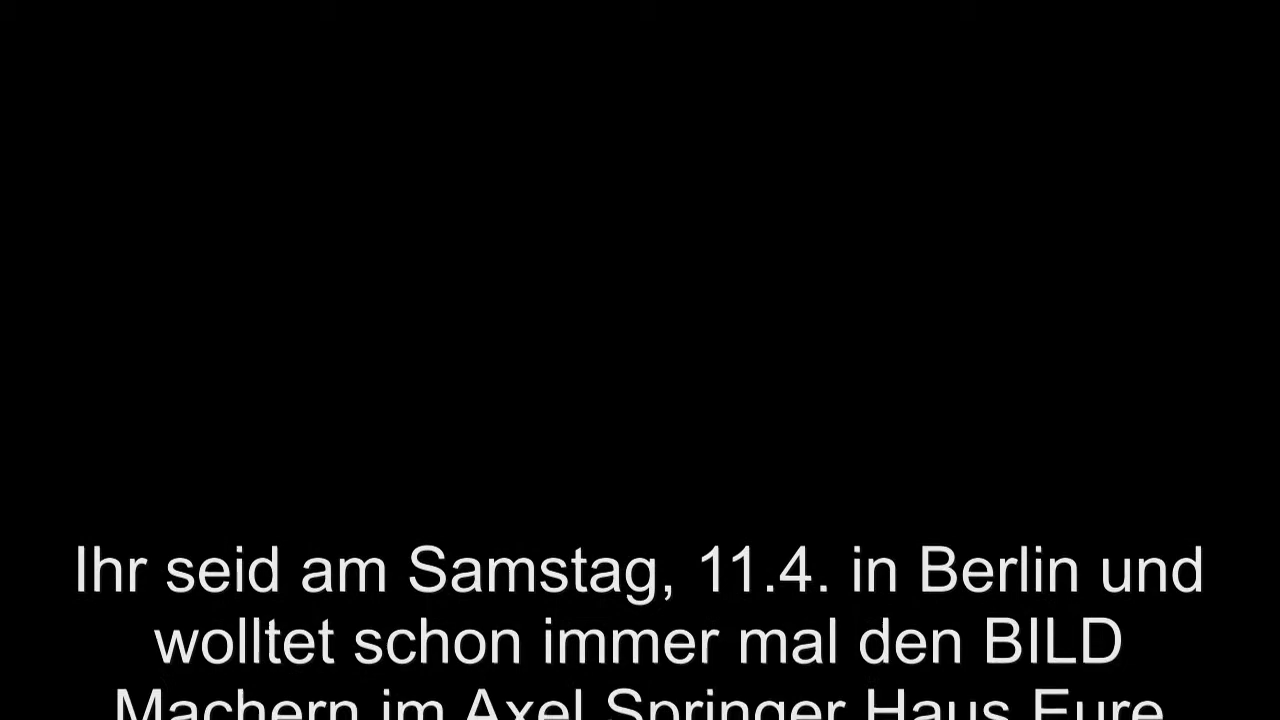 Ihr seid am Samstag, 11.4. in Berlin und
wolltet schon immer mal den BILD
Machern im Axel Springer Haus Eure